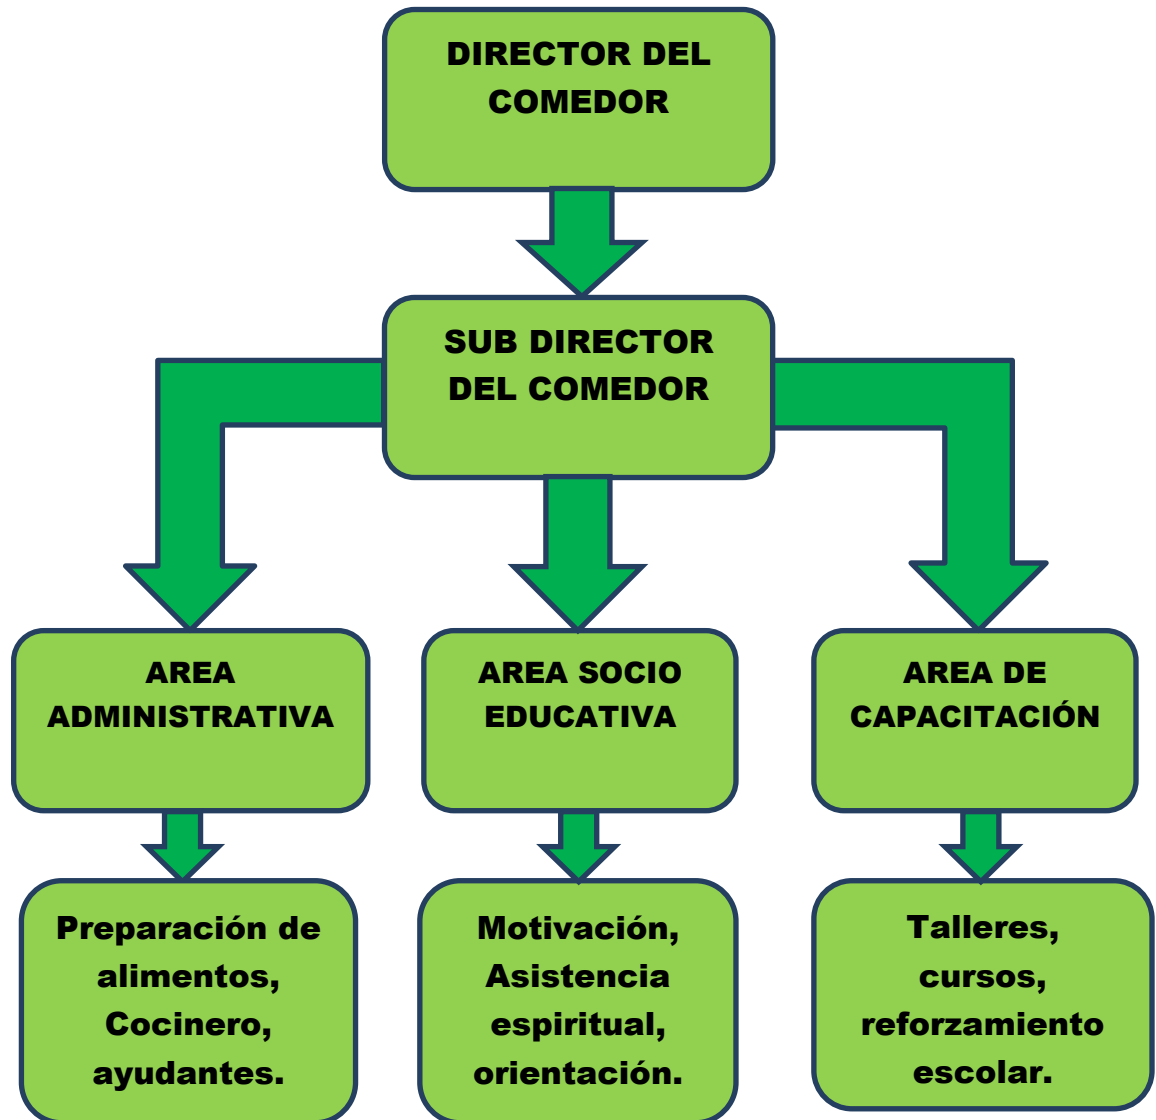 DIRECTOR DEL
COMEDOR
SUB DIRECTOR
DEL COMEDOR
AREA
ADMINISTRATIVA
AREA SOCIO
EDUCATIVA
AREA DE
CAPACITACIÓN
Preparación de
alimentos,
Cocinero,
ayudantes.
Motivación,
Asistencia
espiritual,
orientación.
Talleres,
cursos,
reforzamiento
escolar.